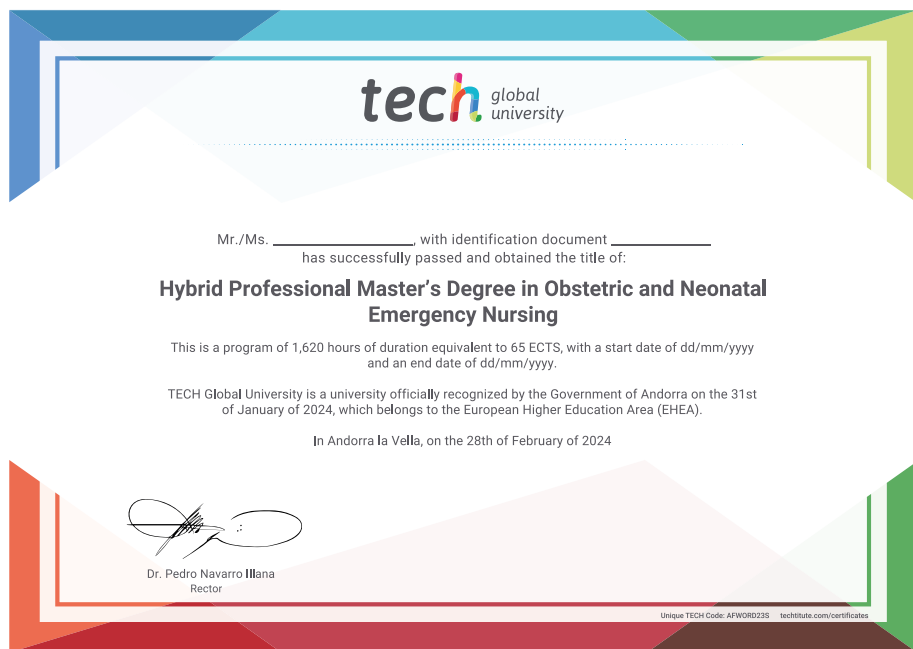 tech global university
Mr./Ms. ____________, with identification document ____________
has successfully passed and obtained the title of:
Hybrid Professional Master's Degree in Obstetric and Neonatal
Emergency Nursing
This is a program of 1,620 hours of duration equivalent to 65 ECTS, with a start date of dd/mm/yyyy
and an end date of dd/mm/yyyy.
TECH Global University is a university officially recognized by the Government of Andorra on the 31st
of January of 2024, which belongs to the European Higher Education Area (EHEA).
In Andorra la Vella, on the 28th of February of 2024
Dr. Pedro Navarro Illana
Rector
Unique TECH Code: AFWORD23S techtitute.com/certificates